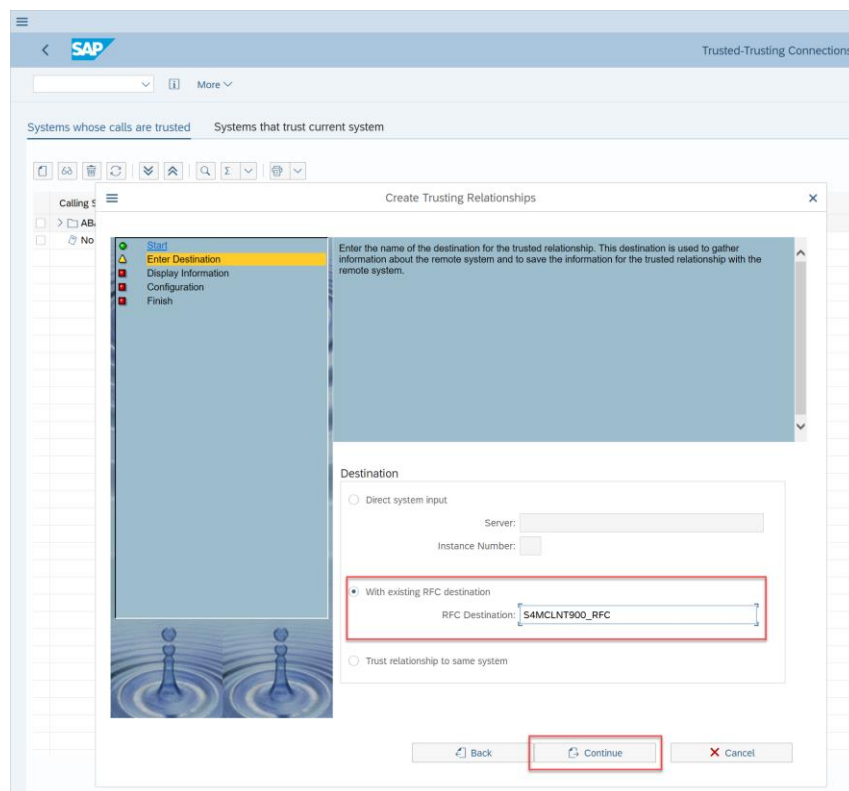 SAP
Trusted-Trusting Connections
More
Systems whose calls are trusted Systems that trust current system
Calling S
Create Trusting Relationships
AB
No
Start
Enter Destination
Display Information
Configuration
Finish
Enter the name of the destination for the trusted relationship. This destination is used to gather
information about the remote system and to save the information for the trusted relationship with the
remote system.
Destination
Direct system input
Server:
Instance Number:
With existing RFC destination
RFC Destination: S4MCLNT900_RFC
Trust relationship to same system
Back Continue Cancel